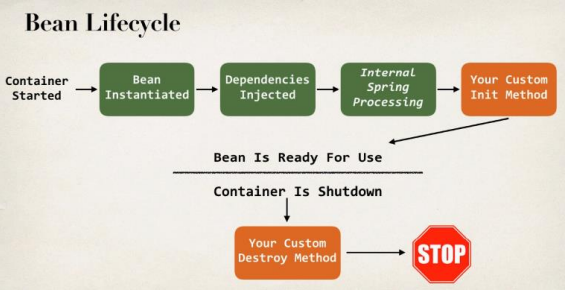 Bean Lifecycle
Container
Started
Bean
Instantiated
Dependencies
Injected
Internal
Spring
Processing
Your Custom
Init Method
Bean Is Ready For Use
Container Is Shutdown
Your Custom
Destroy Method
STOP